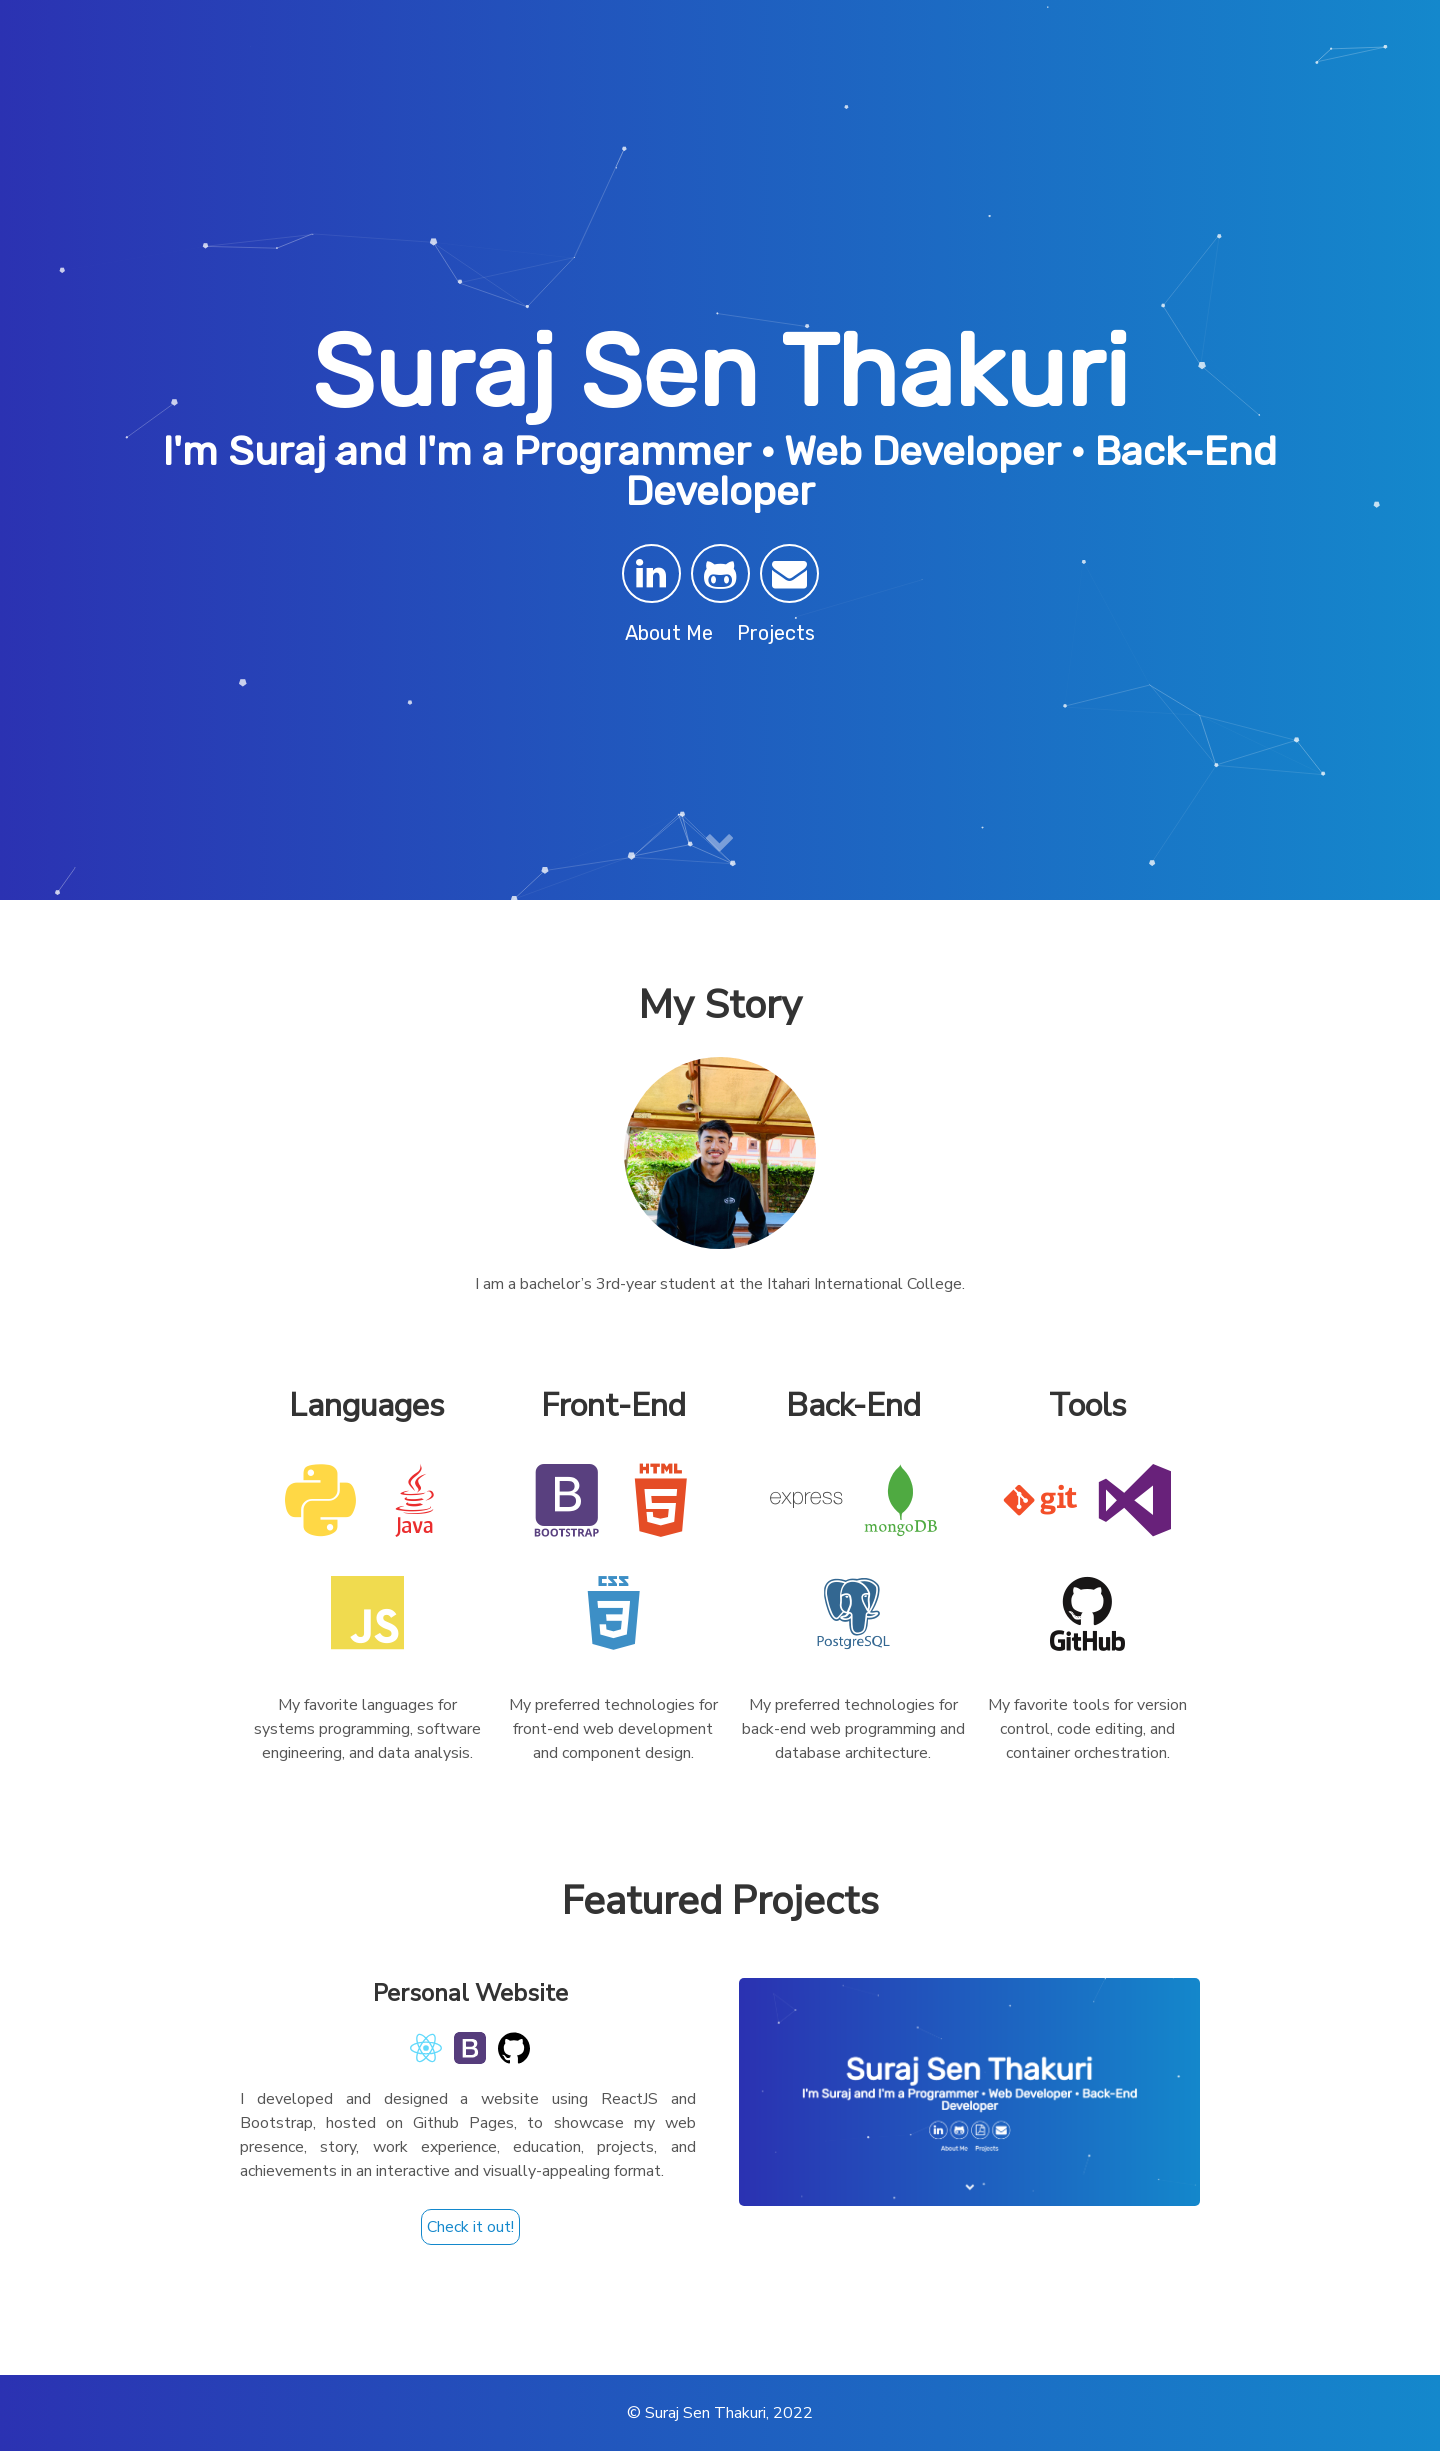 Suraj Sen Thakuri
I'm Suraj and I'm a Programmer • Web Developer • Back-End
Developer
in
About Me Projects
My Story
I am a bachelor's 3rd-year student at the Itahari International College.
Languages
Front-End
Back-End
Tools
Java
B
BOOTSTRAP
HTML
5
express
mongoDB
git
JS
CSS
3
PostgreSQL
GitHub
My favorite languages for
systems programming, software
engineering, and data analysis.
My preferred technologies for
front-end web development
and component design.
My preferred technologies for
back-end web programming and
database architecture.
My favorite tools for version
control, code editing, and
container orchestration.
Featured Projects
Personal Website
B
I developed and designed a website using ReactJS and
Bootstrap, hosted on Github Pages, to showcase my web
presence, story, work experience, education, projects, and
achievements in an interactive and visually-appealing format.
Check it out!
Suraj Sen Thakuri
I'm Suraj and I'm a Programmer • Web Developer • Back-End
Developer
in
About Me Projects
© Suraj Sen Thakuri, 2022